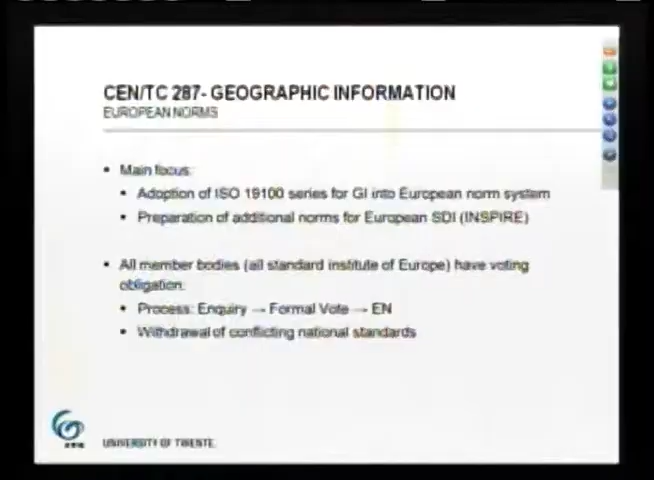 CEN/TC 287- GEOGRAPHIC INFORMATION
EUROPEAN NORMS
• Main focus:
• Adoption of ISO 19100 series for GI into European norm system
• Preparation of additional norms for European SDI (INSPIRE)
• All member bodies (all standard institute of Europe) have voting
obligation:
• Process: Enquiry → Formal Vote → EN
• Withdrawal of conflicting national standards
UNIVERSITY OF TWENTE.